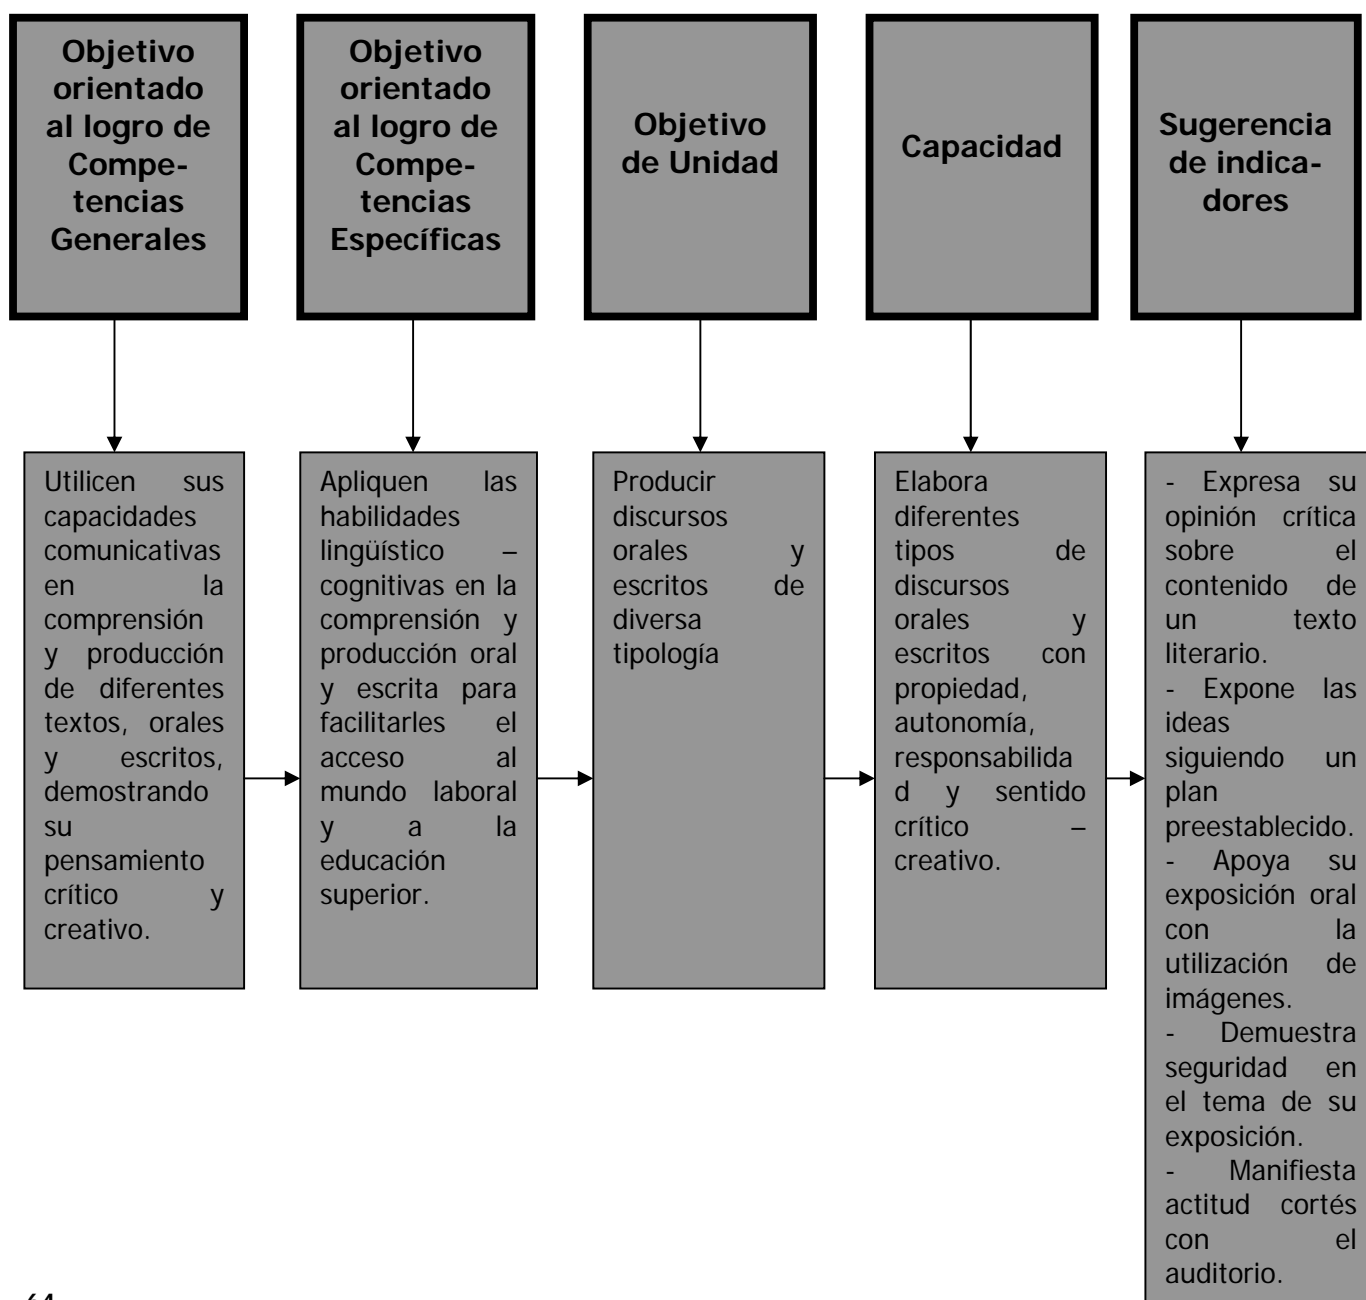 Objetivo
orientado
al logro de
Compe-
tencias
Generales
Objetivo
orientado
al logro de
Compe-
tencias
Específicas
Objetivo
de Unidad
Capacidad
Sugerencia
de indica-
dores
Utilicen sus
capacidades
comunicativas
en la
comprensión
y producción
de diferentes
textos, orales
y escritos,
demostrando
su
pensamiento
crítico y
creativo.
Apliquen las
habilidades
lingüístico –
cognitivas en la
comprensión y
producción oral
y escrita para
facilitarles el
acceso al
mundo laboral
y a la
educación
superior.
Producir
discursos
orales y
escritos de
diversa
tipología
Elabora
diferentes
tipos de
discursos
orales y
escritos con
propiedad,
autonomía,
responsabilida
d y sentido
crítico –
creativo.
- Expresa su
opinión crítica
sobre el
contenido de
un texto
literario.
- Expone las
ideas
siguiendo un
plan
preestablecido.
- Apoya su
exposición oral
con la
utilización de
imágenes.
- Demuestra
seguridad en
el tema de su
exposición.
- Manifiesta
actitud cortés
con el
auditorio.